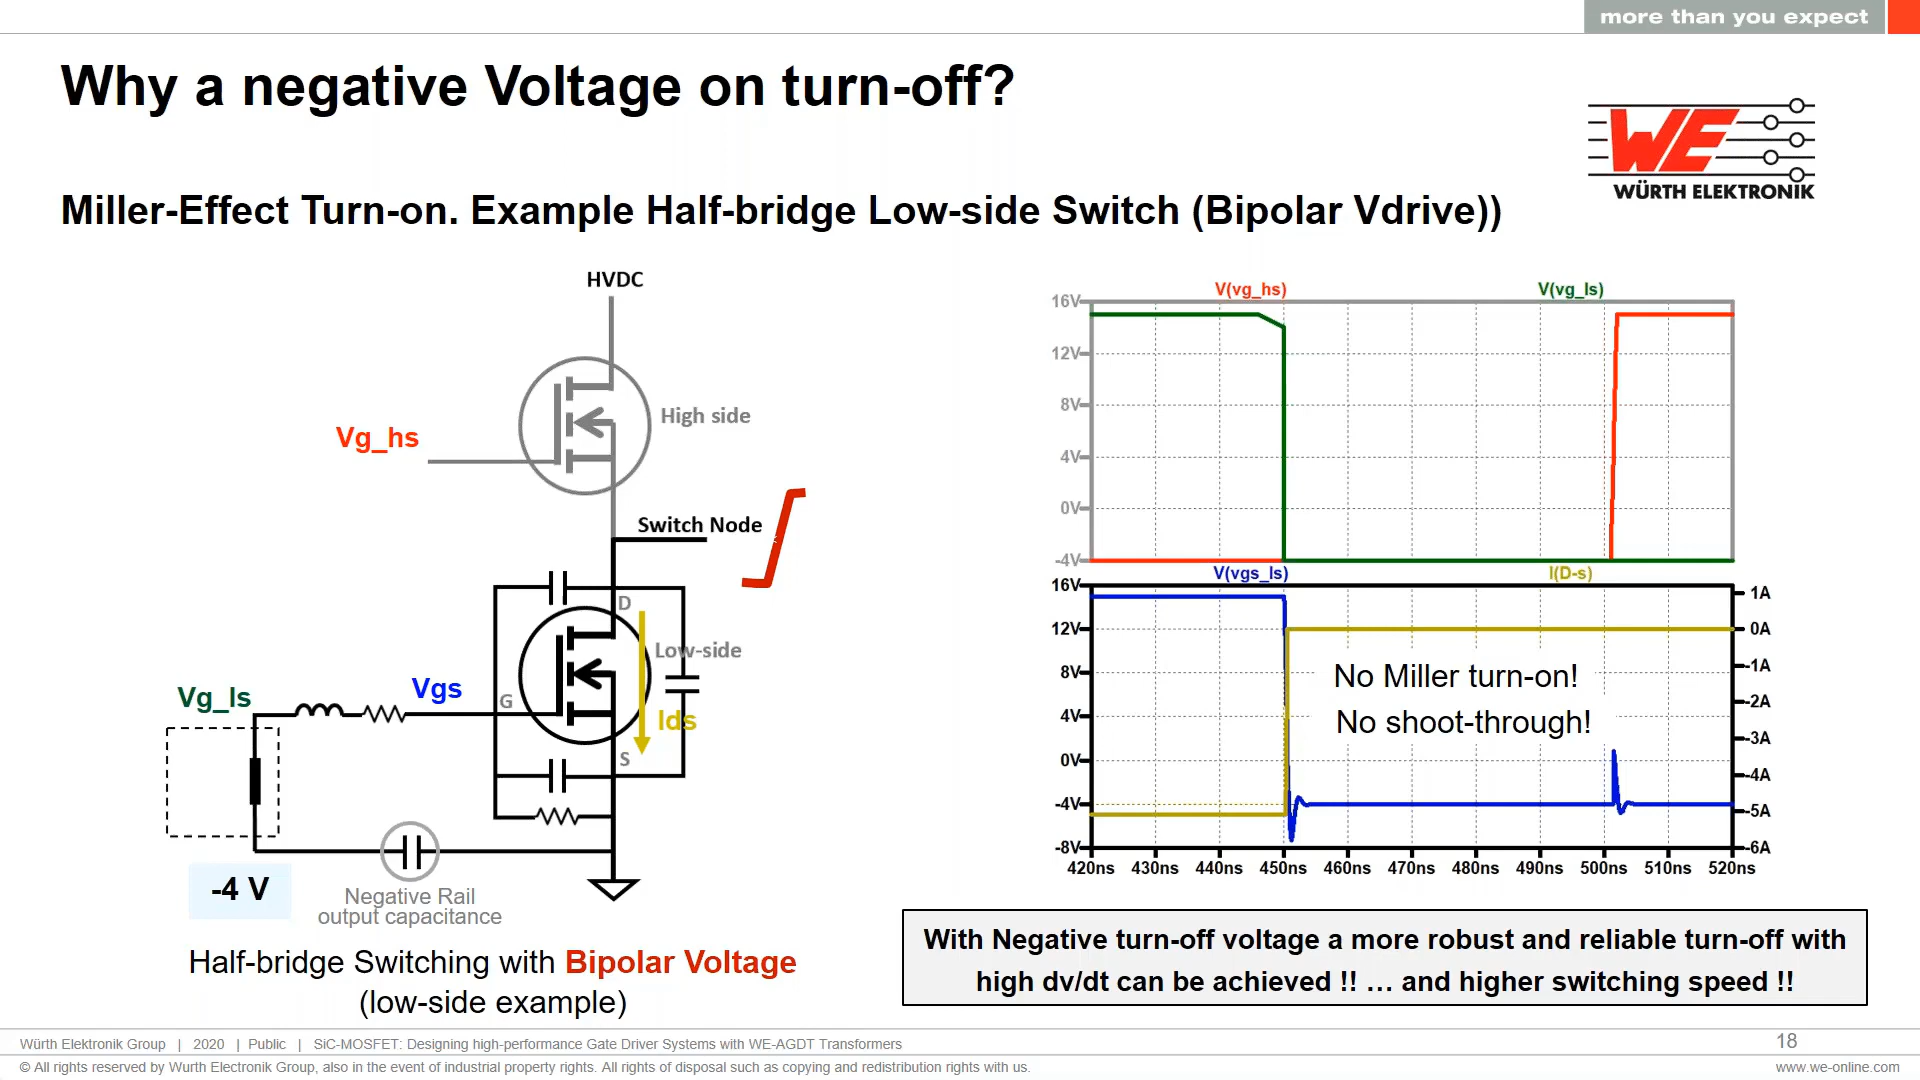 more than you expect
Why a negative Voltage on turn-off?
WE
WÜRTH ELEKTRONIK
Miller-Effect Turn-on. Example Half-bridge Low-side Switch (Bipolar Vdrive))
HVDC
High side
Vg_hs
Switch Node
D
Low-side
Vgs
G
Vg_ls
Ids
S
-4 V
Negative Rail
output capacitance
Half-bridge Switching with Bipolar Voltage
(low-side example)
V(vg_hs) V(vg_ls)
16V
12V
8V
4V
0V
-4V
V(vgs_ls) I(D-s)
16V 1A
12V 0A
8V -1A
4V -2A
-3A
0V -4A
-4V -5A
-8V -6A
No Miller turn-on!
No shoot-through!
420ns 430ns 440ns 450ns 460ns 470ns 480ns 490ns 500ns 510ns 520ns
With Negative turn-off voltage a more robust and reliable turn-off with
high dv/dt can be achieved !! … and higher switching speed !!
Würth Elektronik Group | 2020 | Public | SiC-MOSFET: Designing high-performance Gate Driver Systems with WE-AGDT Transformers
18
© All rights reserved by Wurth Electronik Group, also in the event of industrial property rights. All rights of disposal such as copying and redistribution rights with us.
www.we-online.com